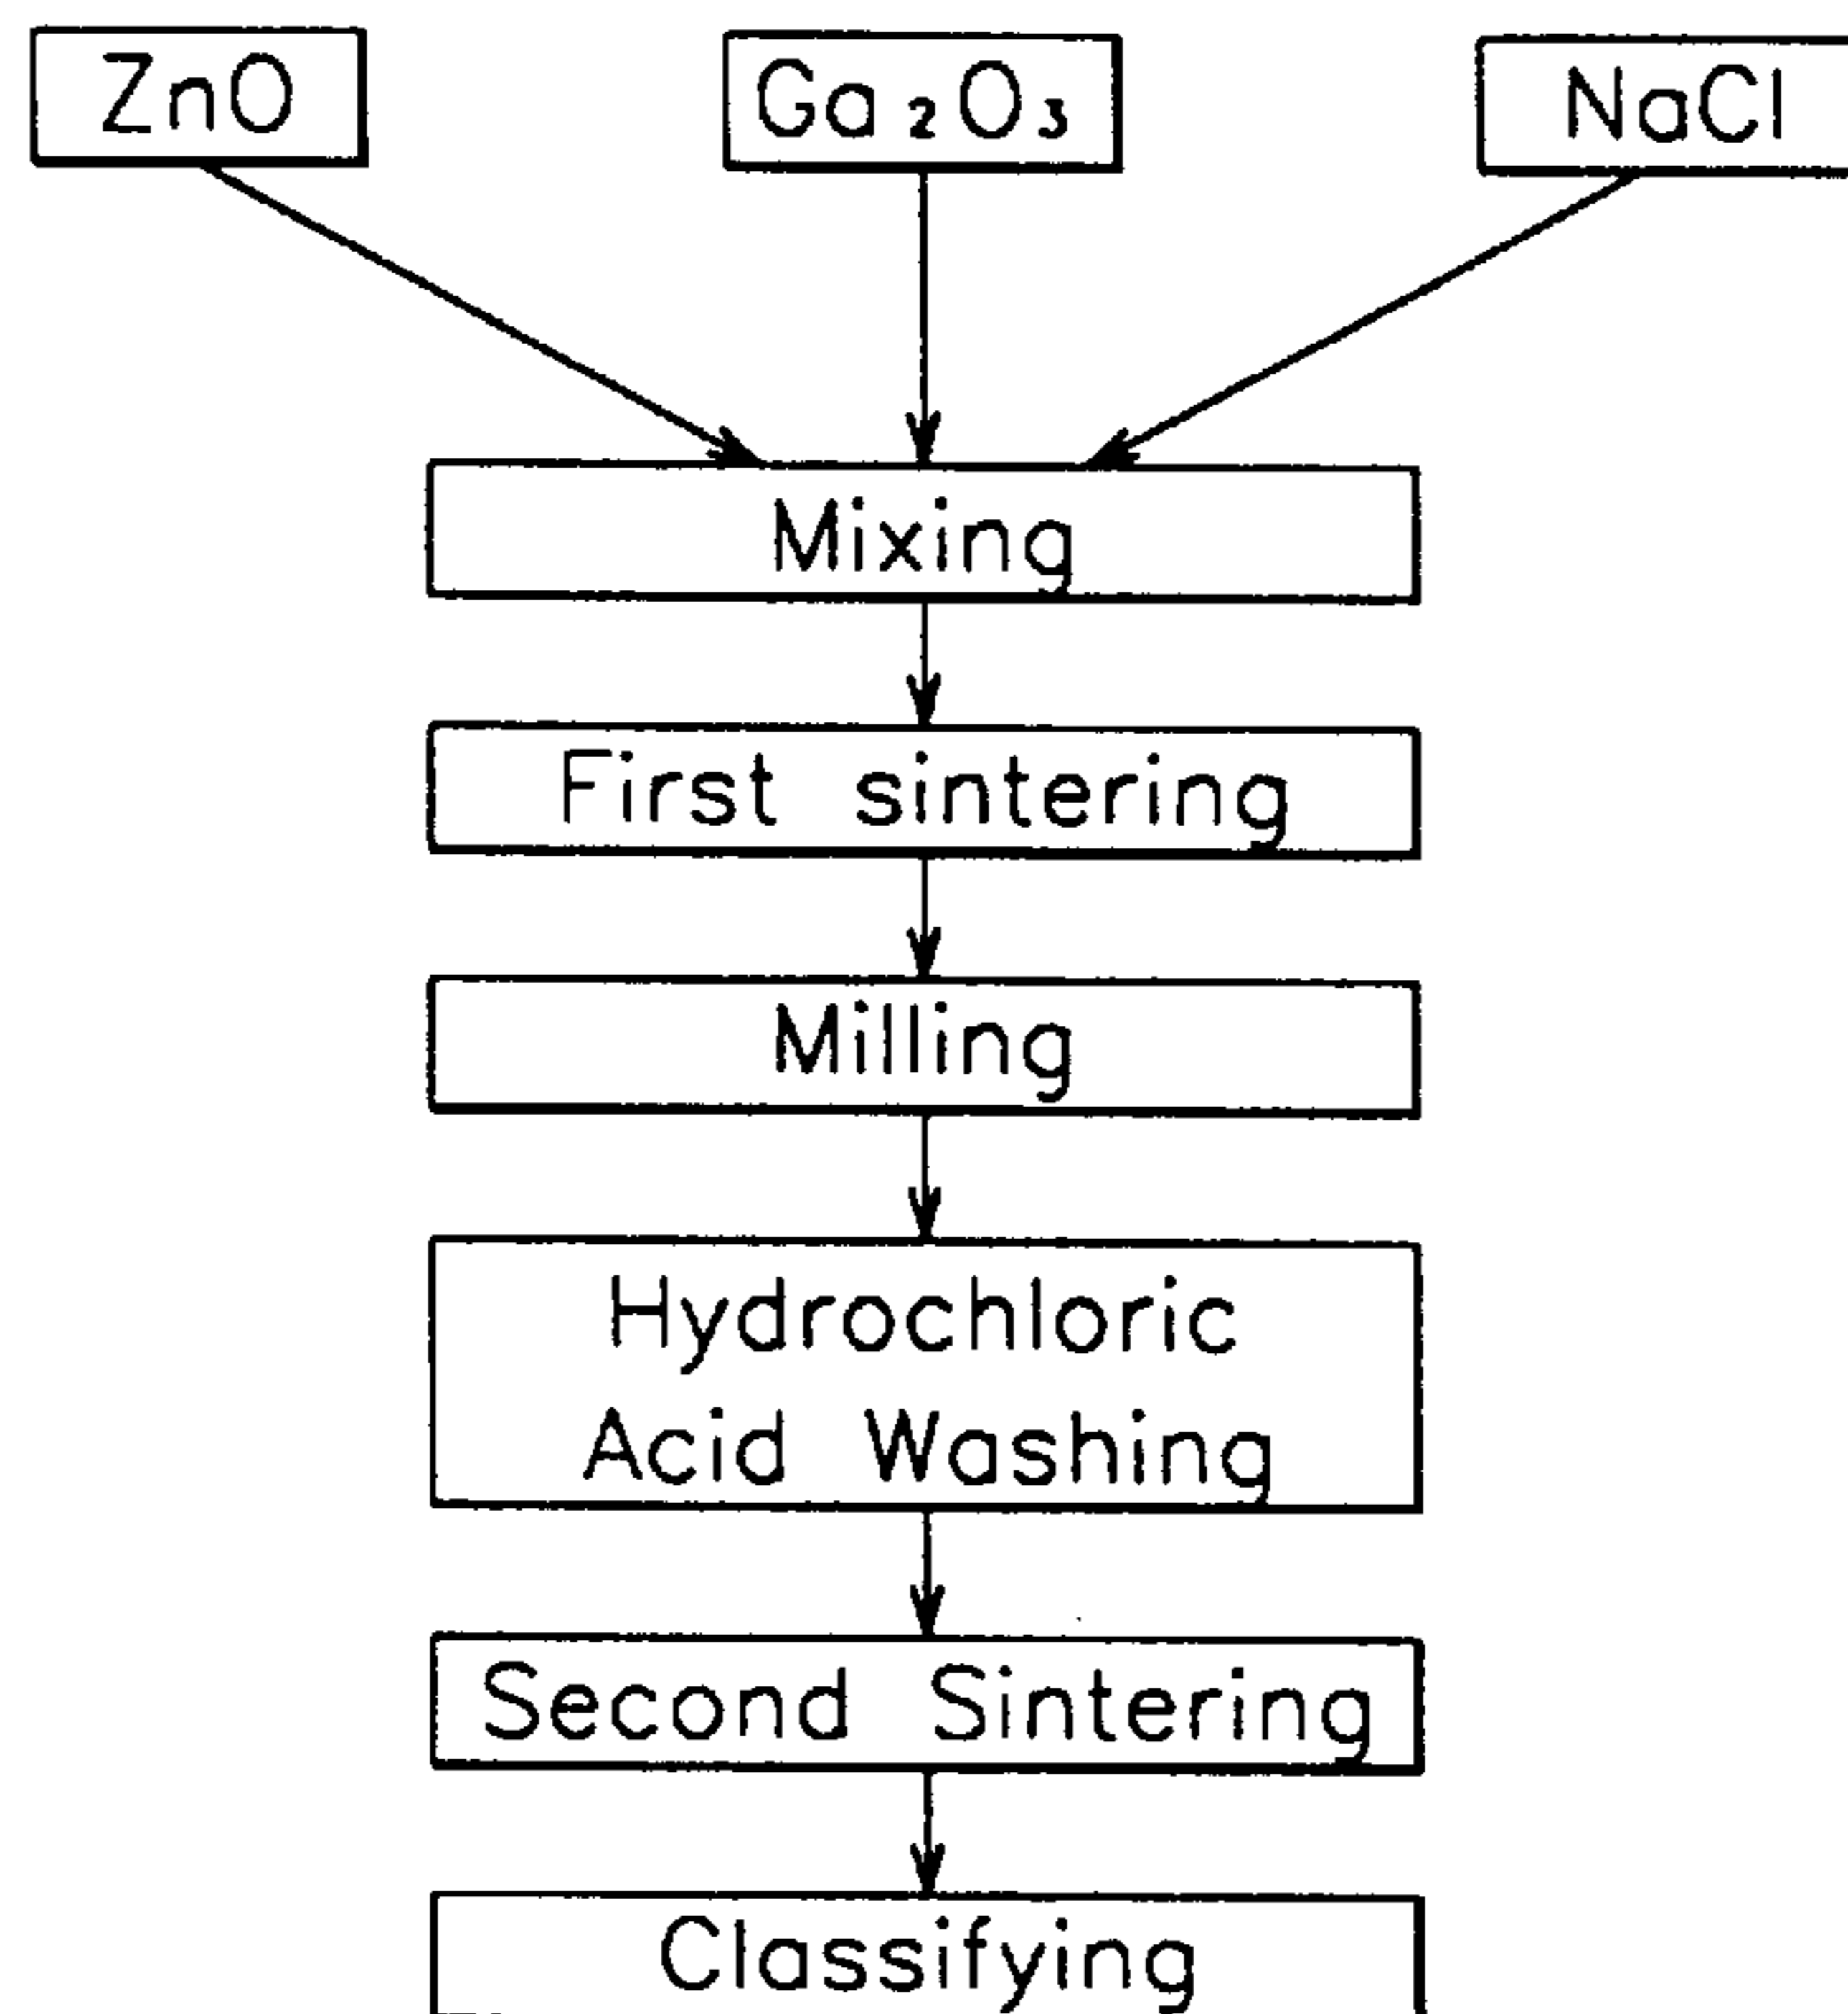 ZnO
Ga₂O₃
NaCl
Mixing
First sintering
Milling
Hydrochloric
Acid Washing
Second Sintering
Classifying